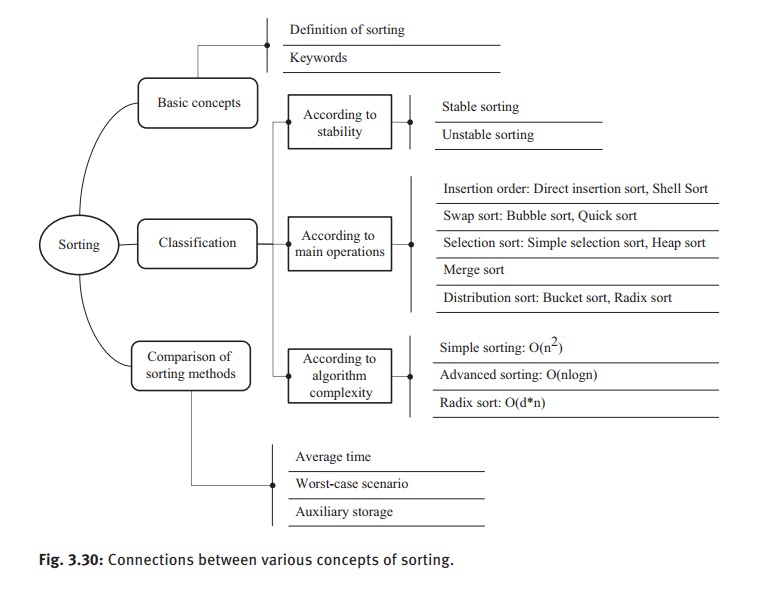 Definition of sorting
Keywords
Basic concepts
According to
stability
Stable sorting
Unstable sorting
Sorting
Classification
According to
main operations
Insertion order: Direct insertion sort, Shell Sort
Swap sort: Bubble sort, Quick sort
Selection sort: Simple selection sort, Heap sort
Merge sort
Distribution sort: Bucket sort, Radix sort
Comparison of
sorting methods
According to
algorithm
complexity
Simple sorting: O(n²)
Advanced sorting: O(nlogn)
Radix sort: O(d*n)
Average time
Worst-case scenario
Auxiliary storage
Fig. 3.30: Connections between various concepts of sorting.